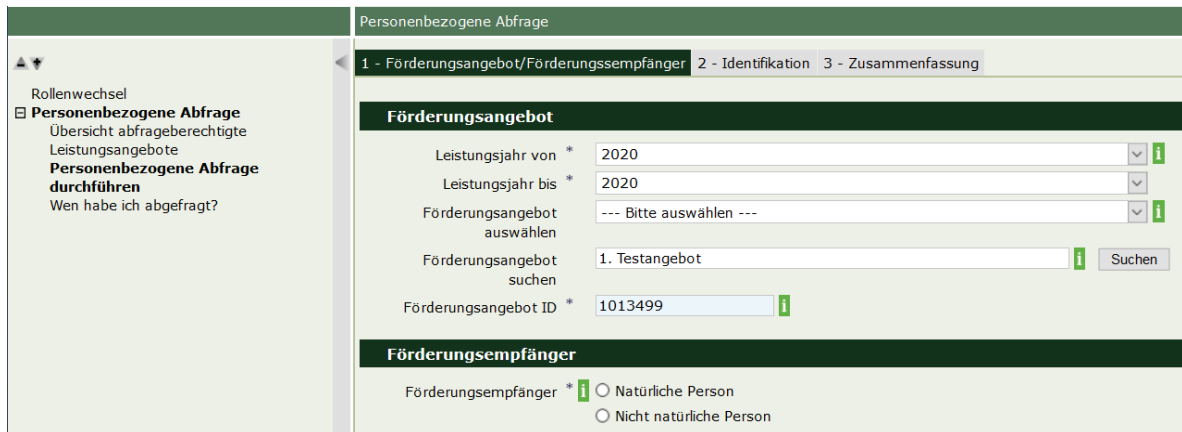 Personenbezogene Abfrage
Rollenwechsel
Personenbezogene Abfrage
Übersicht abfrageberechtigte
Leistungsangebote
Personenbezogene Abfrage
durchführen
Wen habe ich abgefragt?
1 - Förderungsangebot/Förderungssempfänger 2 - Identifikation 3 - Zusammenfassung
Förderungsangebot
Leistungsjahr von * 2020 i
Leistungsjahr bis * 2020
Förderungsangebot --- Bitte auswählen --- i
auswählen
Förderungsangebot 1. Testangebot i Suchen
suchen
Förderungsangebot ID * 1013499 i
Förderungsempfänger
Förderungsempfänger * i Natürliche Person
Nicht natürliche Person